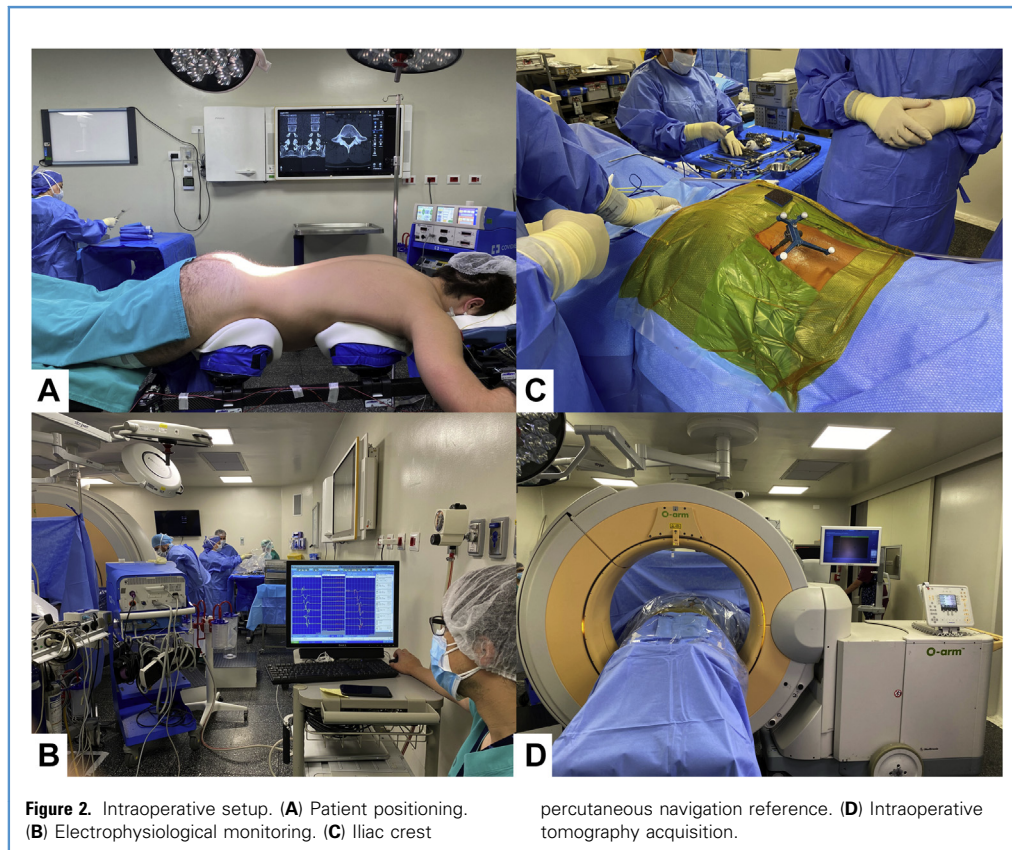 A
C
B
O-arm
O-arm
D
Figure 2. Intraoperative setup. (A) Patient positioning.
(B) Electrophysiological monitoring. (C) Iliac crest
percutaneous navigation reference. (D) Intraoperative
tomography acquisition.